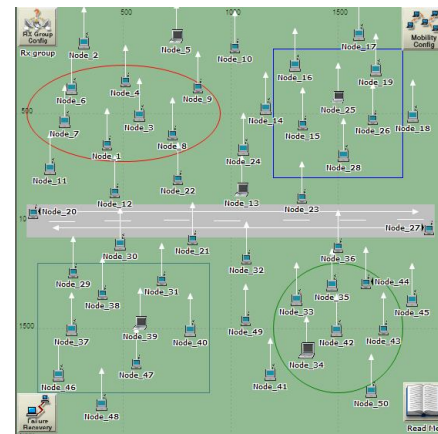 500
1000
1500
RX Group
Config
Rx group
Mobility
Config
Node_2
Node_5
Node_10
Node_17
Node_6
Node_4
Node_9
Node_16
Node_19
Node_25
Node_7
Node_3
Node_14
Node_15
Node_26
Node_18
500
Node_1
Node_8
Node_24
Node_28
Node_11
Node_12
Node_22
Node_13
Node_23
10
Node_20
Node_27
Node_30
Node_21
Node_32
Node_36
Node_29
Node_31
Node_35
Node_44
Node_38
Node_33
Node_45
1500
Node_37
Node_39
Node_40
Node_49
Node_42
Node_43
Node_34
Node_46
Node_47
Node_41
Node_48
Node_50
Failure
Recovery
Read Me